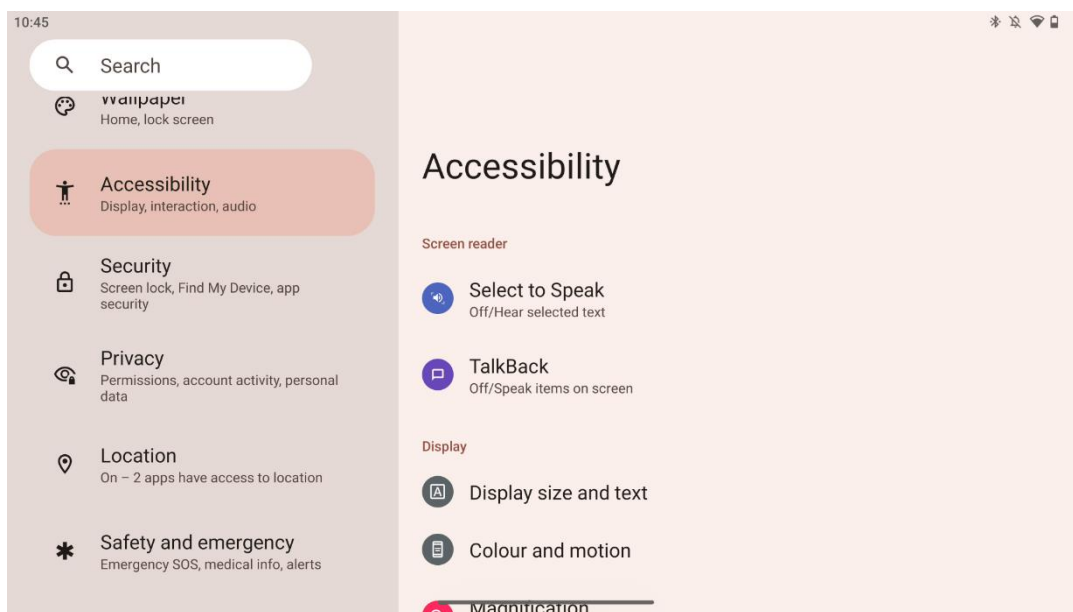 10:45
Search
Wallpaper
Home, lock screen
Accessibility
Display, interaction, audio
Security
Screen lock, Find My Device, app
security
Privacy
Permissions, account activity, personal
data
Location
On – 2 apps have access to location
Safety and emergency
Emergency SOS, medical info, alerts
Accessibility
Screen reader
Select to Speak
Off/Hear selected text
TalkBack
Off/Speak items on screen
Display
Display size and text
Colour and motion
Magnification